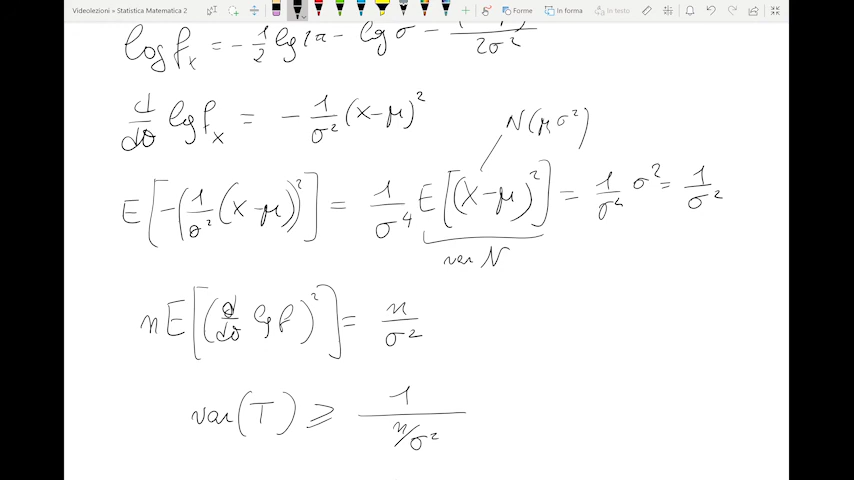 Videolezioni » Statistica Matematica 2 Forme In forma In testo
log f_x = - 1/2 log 2π - log σ - 2σ²
d/dσ log f_x = - 1/σ² (x-μ)²
N(μ σ²)
E[-(1/σ² (x-μ))²] = 1/σ⁴ E[(X-μ)²] = 1/σ⁴ σ² = 1/σ²
var N
n E[(d/dσ log f)²] = n/σ²
var(T) ⩾ 1/(n/σ²)